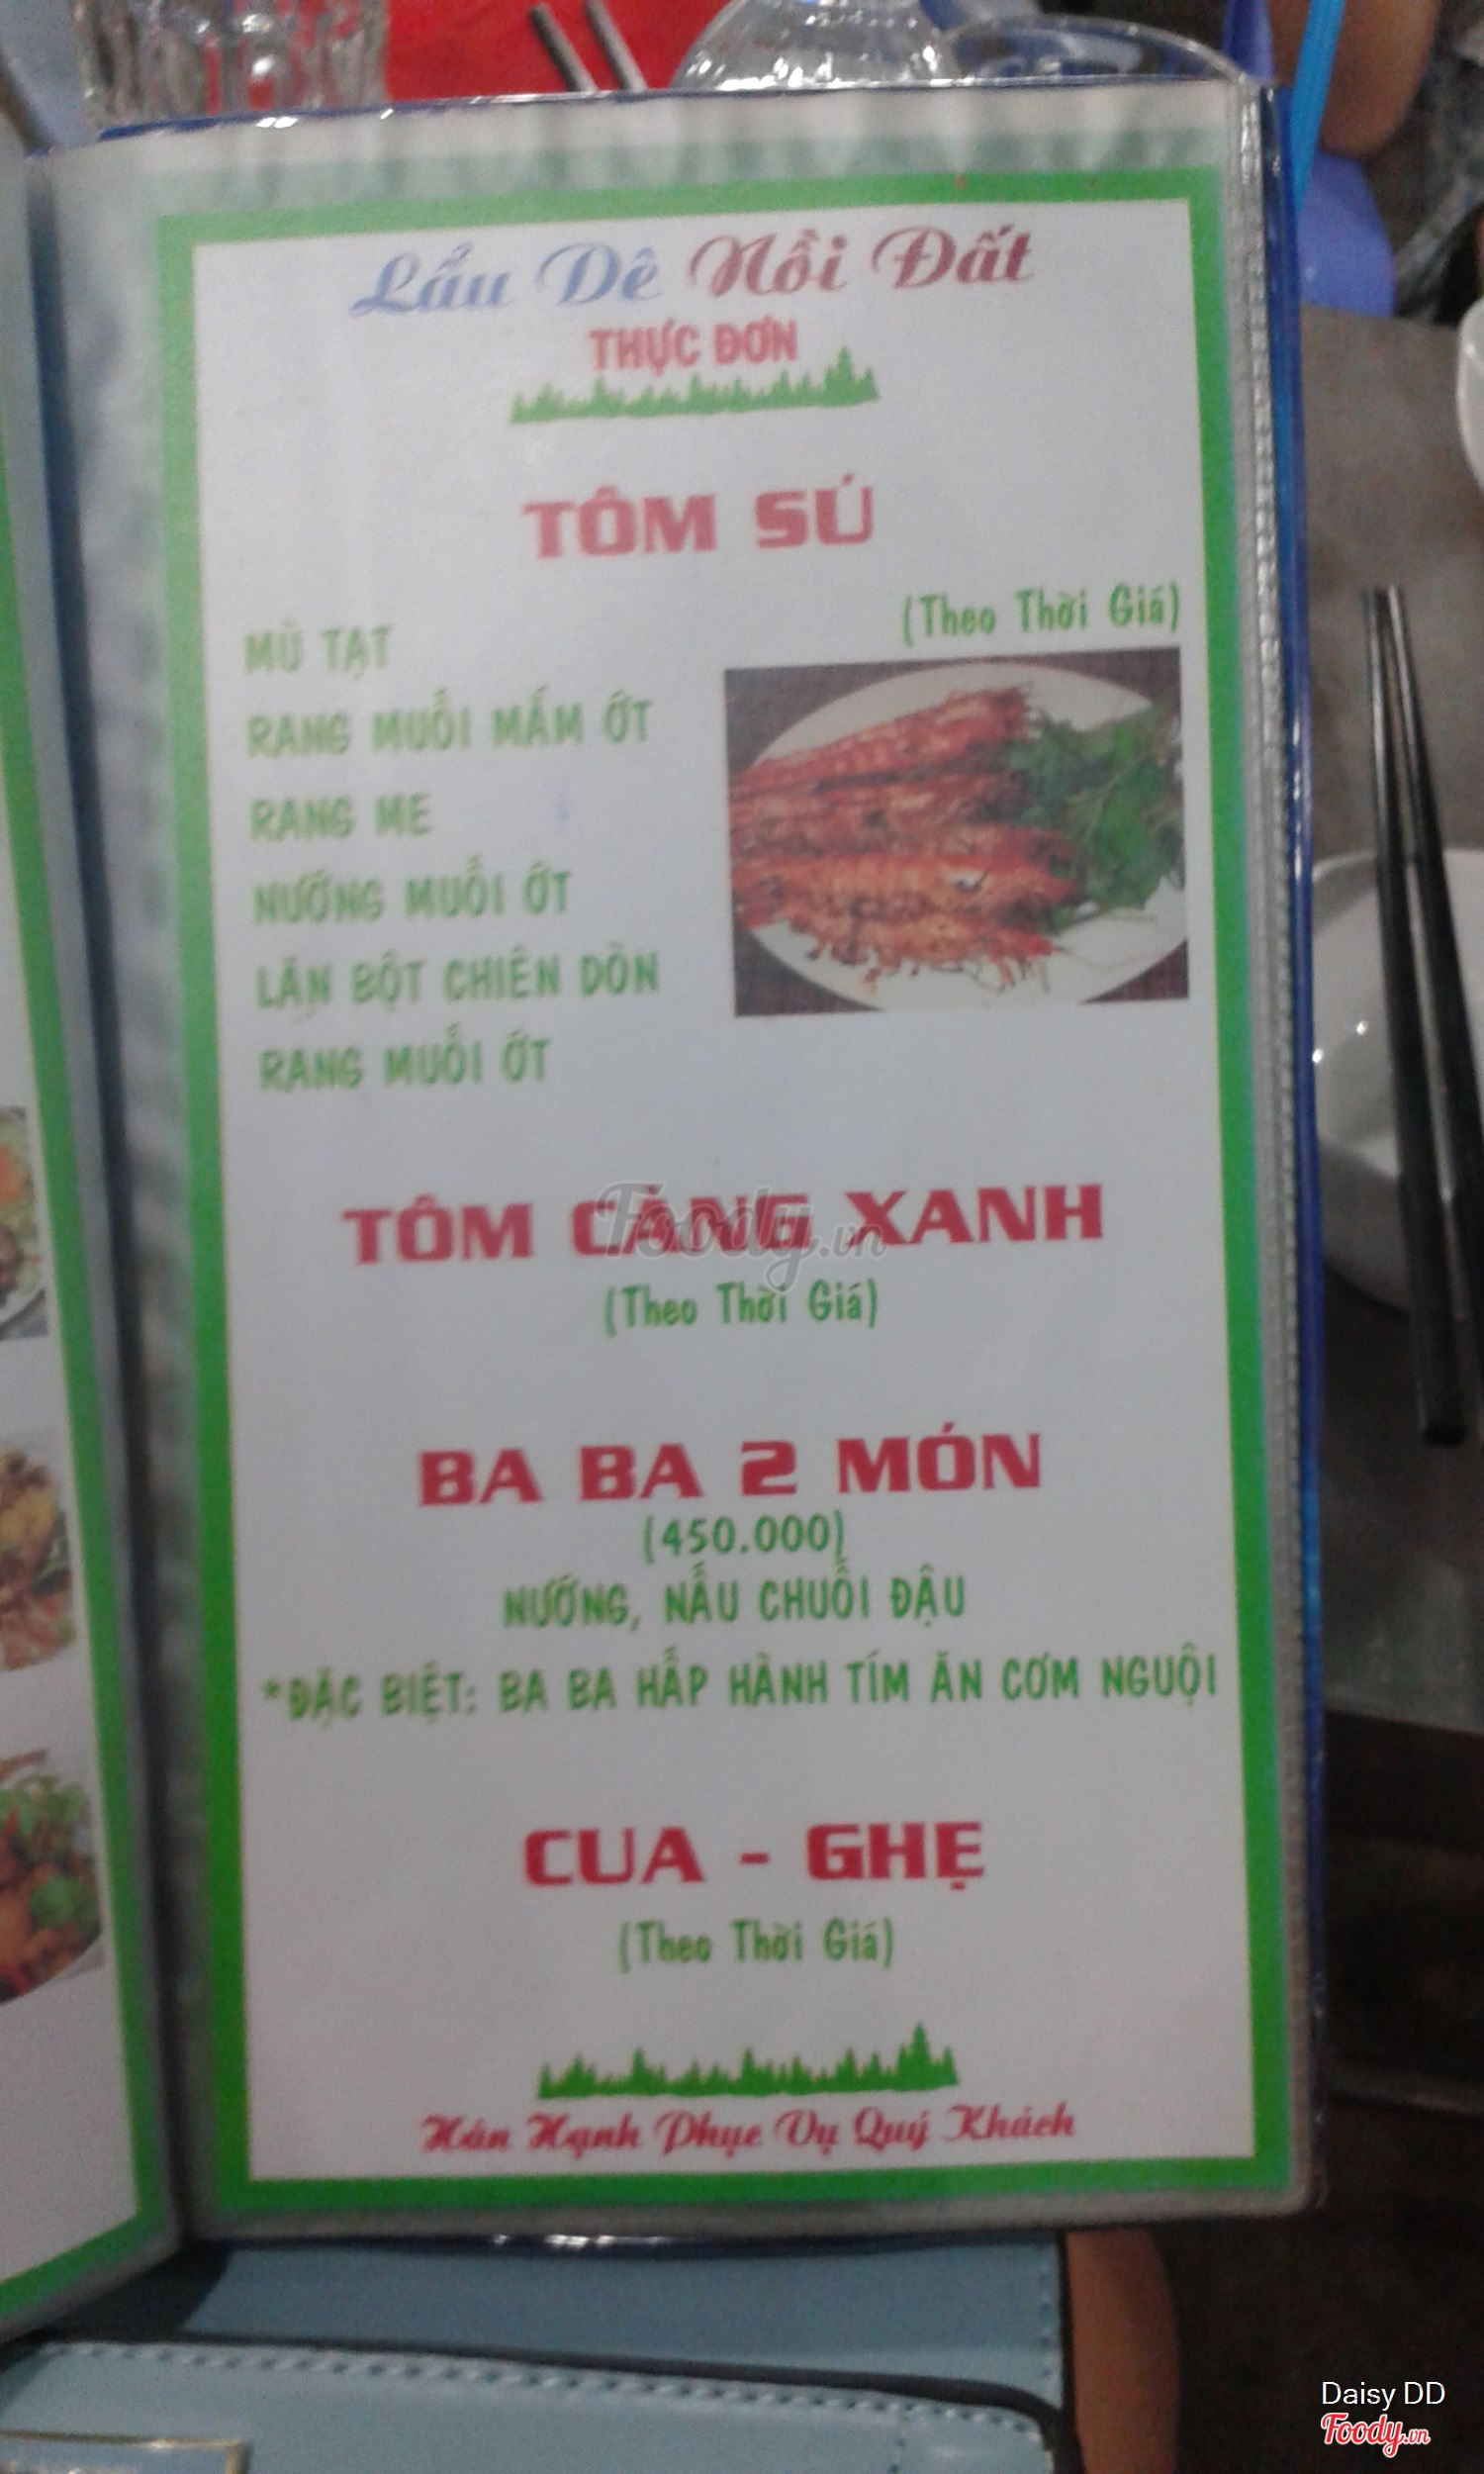 Lẩu Dê Nồi Đất
THỰC ĐƠN
TÔM SÚ
(Theo Thời Giá)
MÙ TẠT
RANG MUỐI MẮM ỚT
RANG ME
NƯỚNG MUỐI ỚT
LĂN BỘT CHIÊN DÒN
RANG MUỐI ỚT
TÔM CÀNG XANH
Foody.vn
(Theo Thời Giá)
BA BA 2 MÓN
(450.000)
NƯỚNG, NẤU CHUỐI ĐẬU
*ĐẶC BIỆT: BA BA HẤP HÀNH TÍM ĂN CƠM NGUỘI
CUA - GHẸ
(Theo Thời Giá)
Hân Hạnh Phục Vụ Quý Khách
Daisy DD
Foody.vn